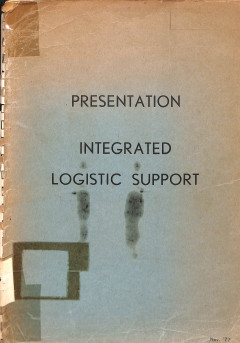 PRESENTATION
INTEGRATED
LOGISTIC SUPPORT